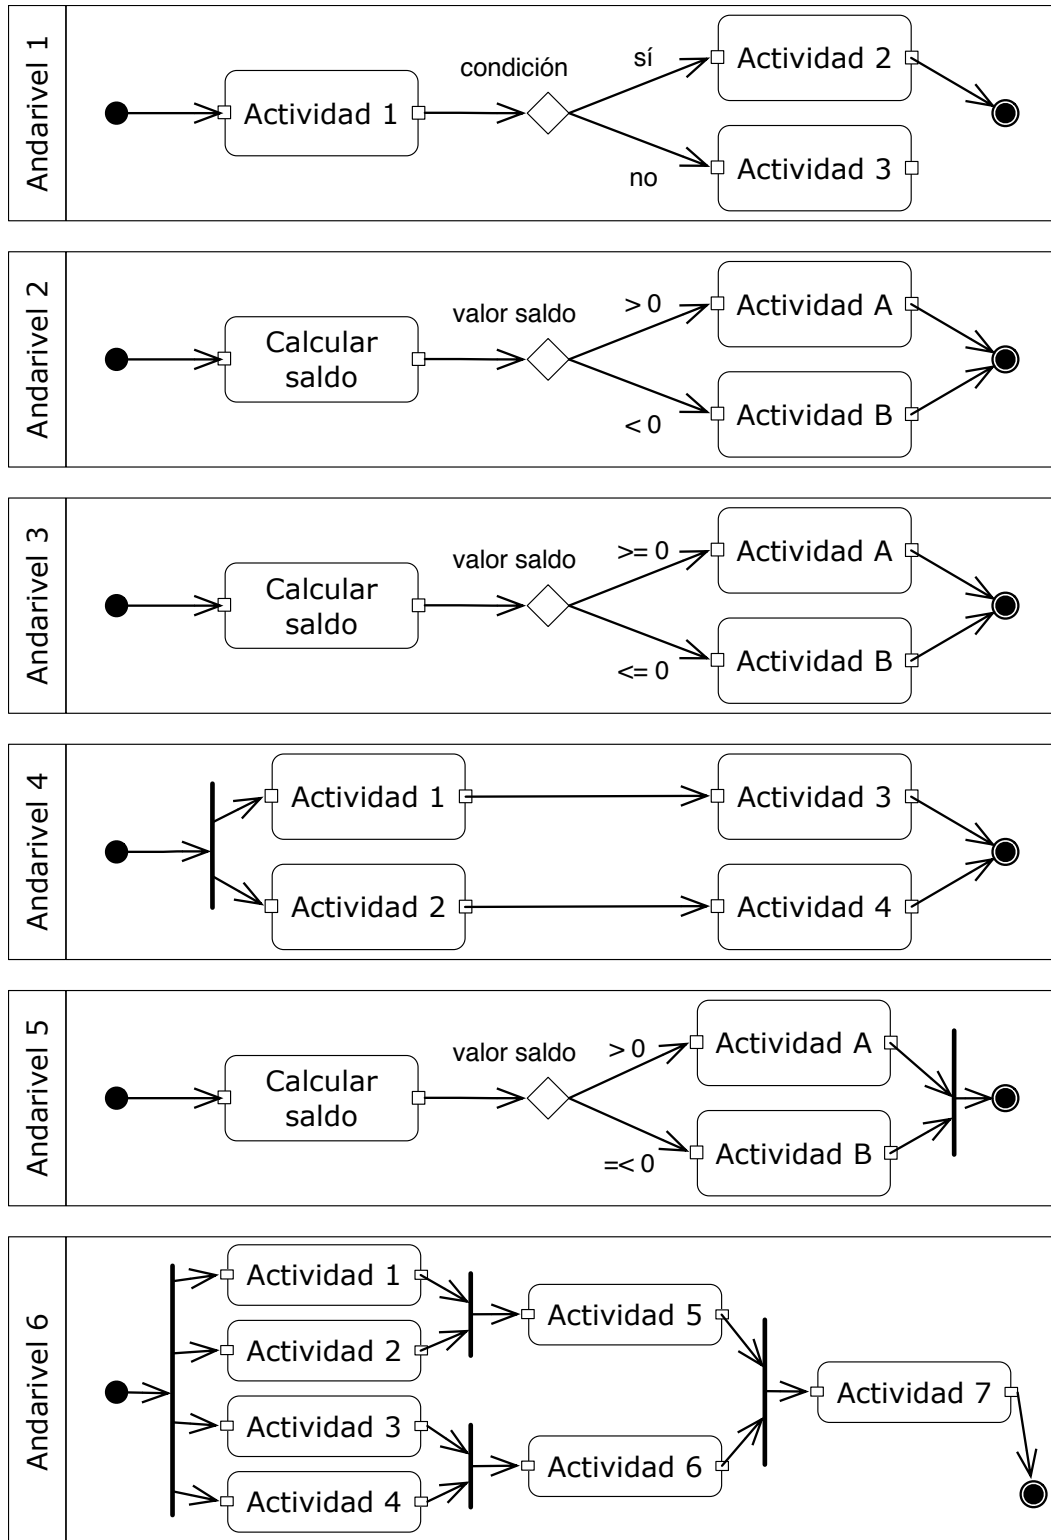 Andarivel 1
condición
sí
no
Actividad 1
Actividad 2
Actividad 3
Andarivel 2
Calcular
saldo
valor saldo
> 0
< 0
Actividad A
Actividad B
Andarivel 3
Calcular
saldo
valor saldo
>= 0
<= 0
Actividad A
Actividad B
Andarivel 4
Actividad 1
Actividad 2
Actividad 3
Actividad 4
Andarivel 5
Calcular
saldo
valor saldo
> 0
=< 0
Actividad A
Actividad B
Andarivel 6
Actividad 1
Actividad 2
Actividad 3
Actividad 4
Actividad 5
Actividad 6
Actividad 7